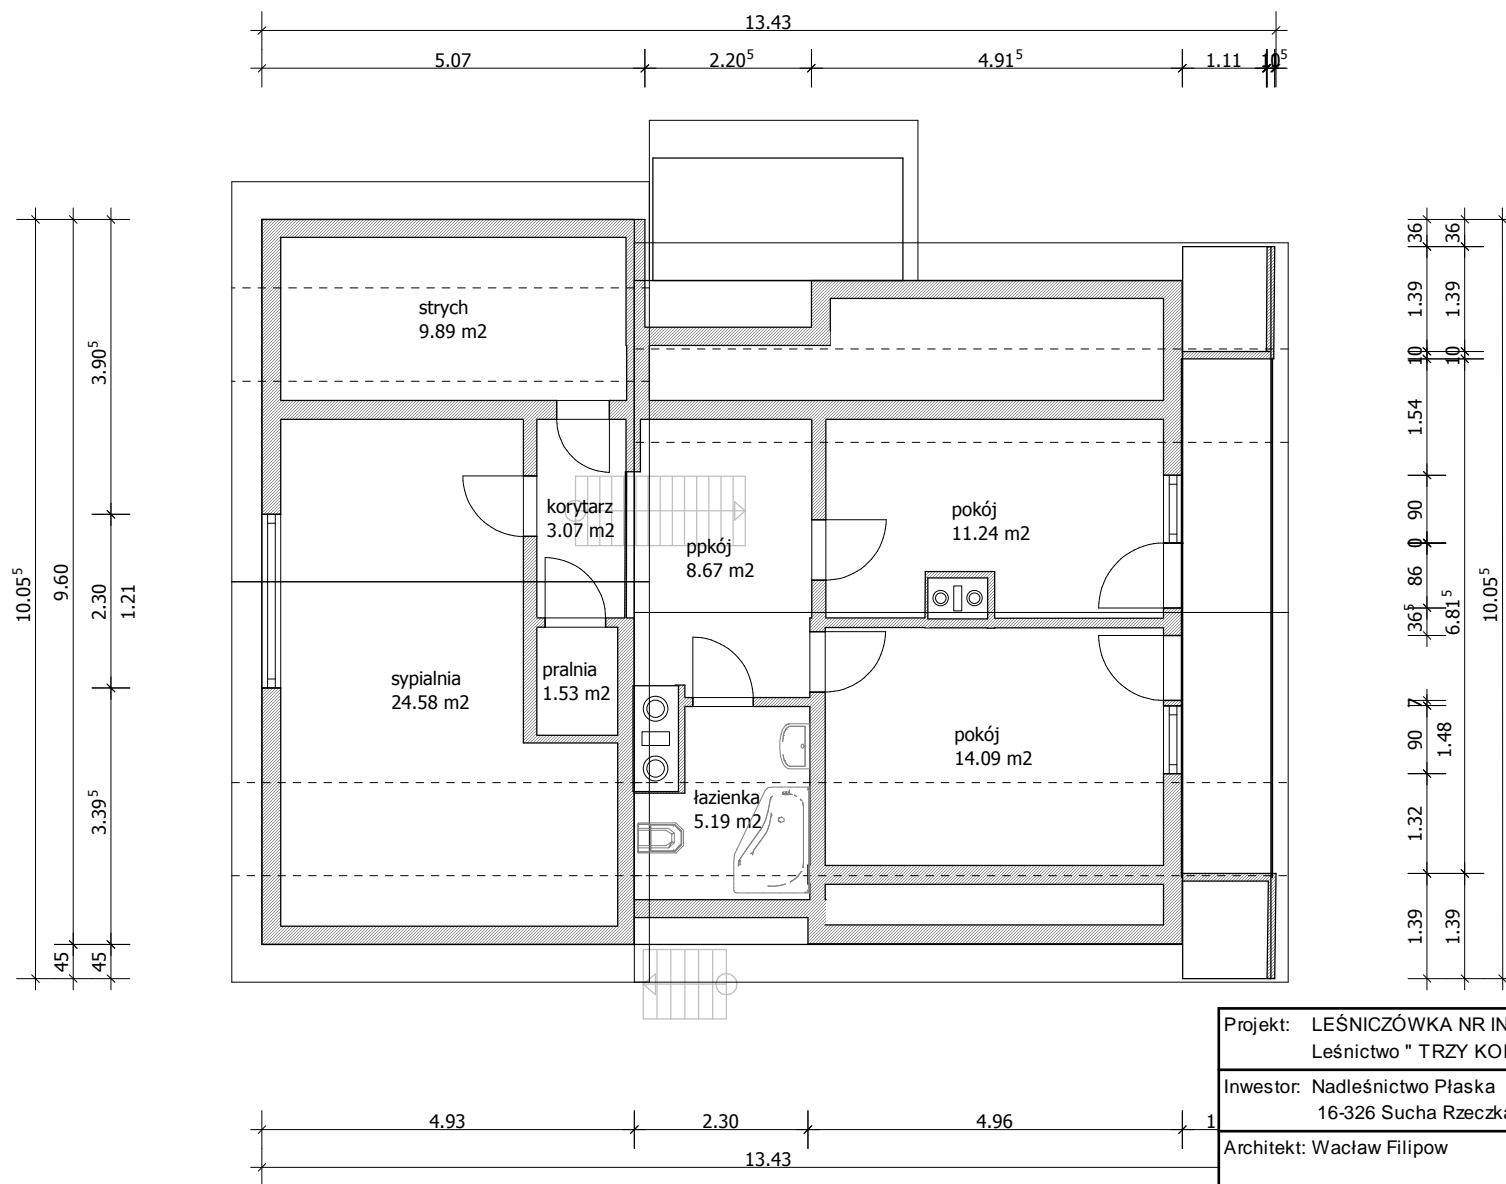 13.43
5.07 2.20⁵ 4.91⁵ 1.11 10⁵
strych
9.89 m2
korytarz
3.07 m2
ppkój
8.67 m2
pokój
11.24 m2
sypialnia
24.58 m2
pralnia
1.53 m2
pokój
14.09 m2
łazienka
5.19 m2
10.05⁵
9.60
45
3.90⁵
2.30
1.21
3.39⁵
45
36
1.39
10
1.54
90
0
86
36⁵
7
90
1.48
1.32
1.39
36
1.39
10
6.81⁵
1.39
10.05⁵
4.93 2.30 4.96 1
13.43
Projekt: LEŚNICZÓWKA NR IN
Leśnictwo " TRZY KO
Inwestor: Nadleśnictwo Płaska
16-326 Sucha Rzeczka
Architekt: Wacław Filipow